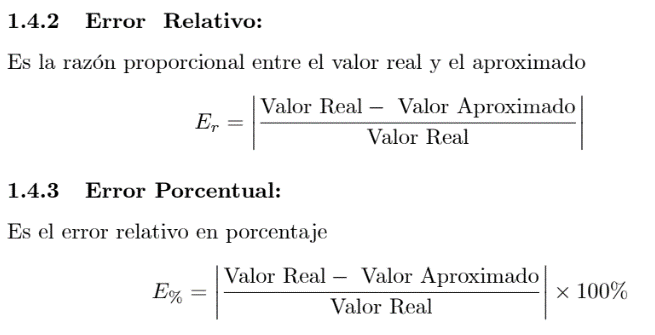 1.4.2 Error Relativo:
Es la razón proporcional entre el valor real y el aproximado
E_r = | (Valor Real − Valor Aproximado) / Valor Real |
1.4.3 Error Porcentual:
Es el error relativo en porcentaje
E_% = | (Valor Real − Valor Aproximado) / Valor Real | × 100%